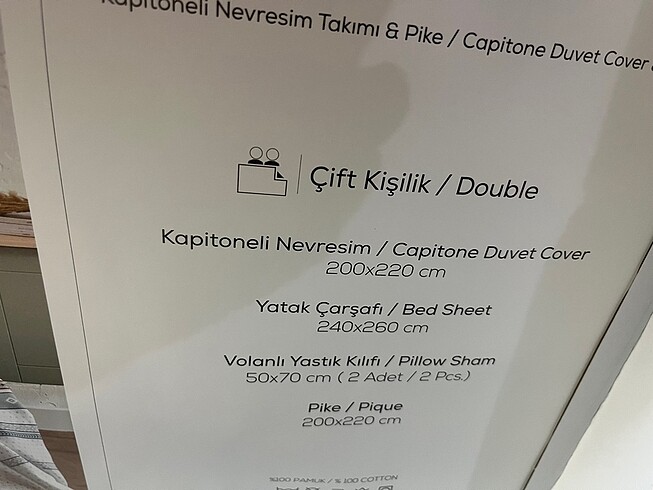 Kapitoneli Nevresim Takımı & Pike / Capitone Duvet Cover
Çift Kişilik / Double
Kapitoneli Nevresim / Capitone Duvet Cover
200x220 cm
Yatak Çarşafı / Bed Sheet
240x260 cm
Volanlı Yastık Kılıfı / Pillow Sham
50x70 cm ( 2 Adet / 2 Pcs.)
Pike / Pique
200x220 cm
%100 PAMUK / % 100 COTTON